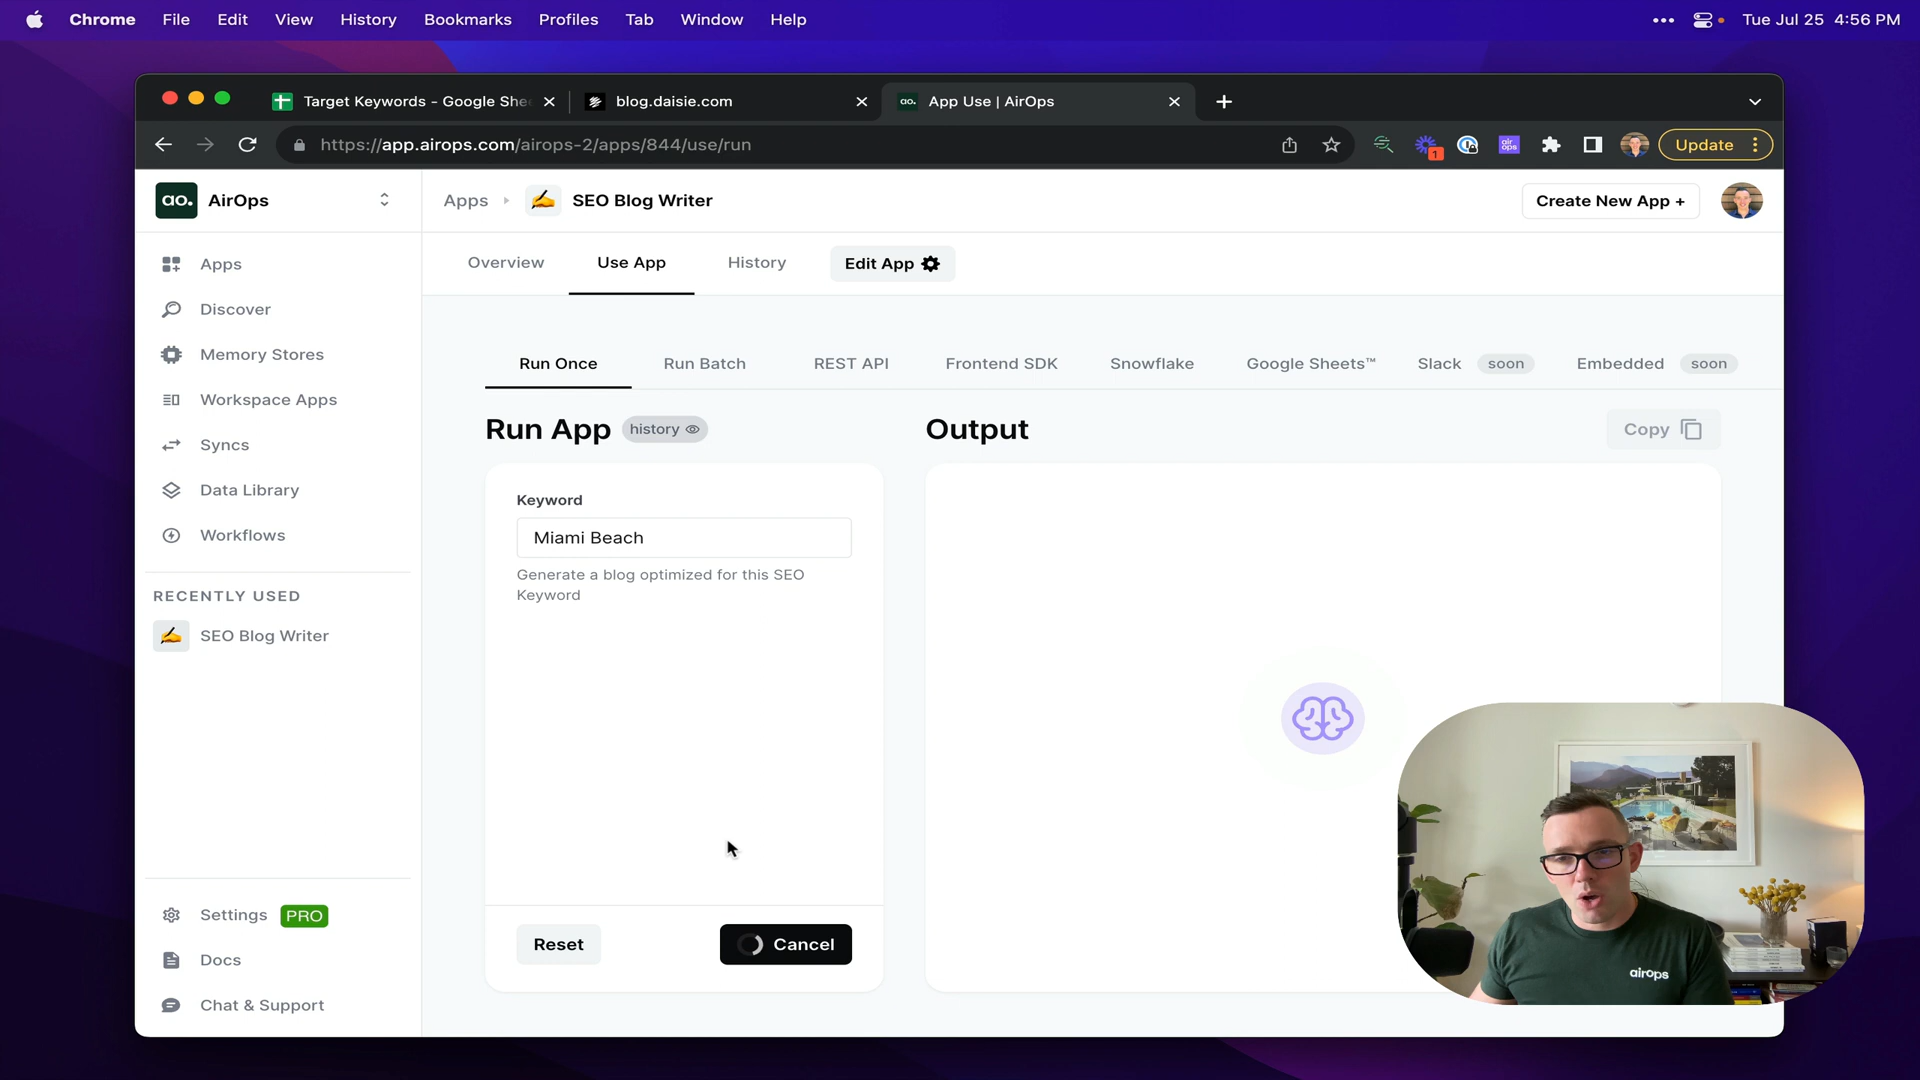 Chrome File Edit View History Bookmarks Profiles Tab Window Help
Tue Jul 25 4:56 PM
Target Keywords - Google She
blog.daisie.com
ao. App Use | AirOps
https://app.airops.com/airops-2/apps/844/use/run
1
air ops
Update
ao. AirOps
Apps
SEO Blog Writer
Create New App +
Apps
Discover
Memory Stores
Workspace Apps
Syncs
Data Library
Workflows
RECENTLY USED
SEO Blog Writer
Settings PRO
Docs
Chat & Support
Overview Use App History Edit App
Run Once Run Batch REST API Frontend SDK Snowflake Google Sheets™ Slack soon Embedded soon
Run App history
Keyword
Miami Beach
Generate a blog optimized for this SEO
Keyword
Reset Cancel
Output
Copy
airops